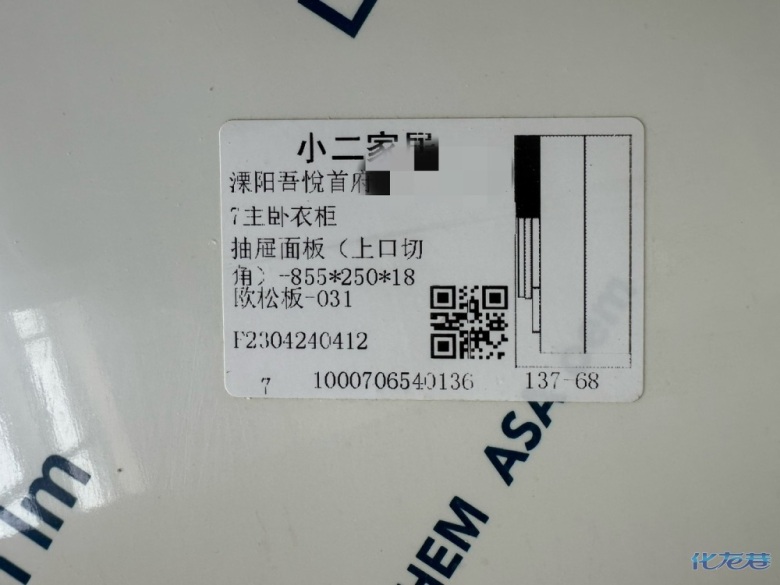 小二家居
溧阳吾悦首府
7主卧衣柜
抽屉面板（上口切
角）-855*250*18
欧松板-031
F2304240412
7 1000706540136 137-68
HEM ASA
hem
化龙巷